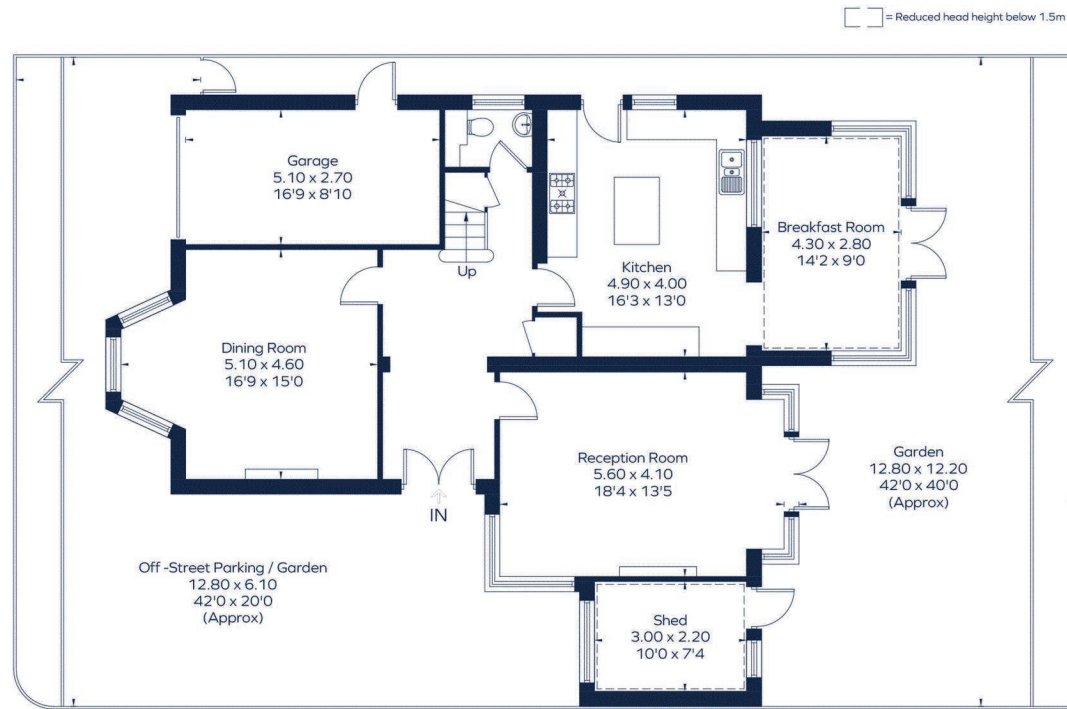 = Reduced head height below 1.5m
Garage
5.10 x 2.70
16'9 x 8'10
Up
Kitchen
4.90 x 4.00
16'3 x 13'0
Breakfast Room
4.30 x 2.80
14'2 x 9'0
Dining Room
5.10 x 4.60
16'9 x 15'0
Reception Room
5.60 x 4.10
18'4 x 13'5
Garden
12.80 x 12.20
42'0 x 40'0
(Approx)
IN
Off -Street Parking / Garden
12.80 x 6.10
42'0 x 20'0
(Approx)
Shed
3.00 x 2.20
10'0 x 7'4